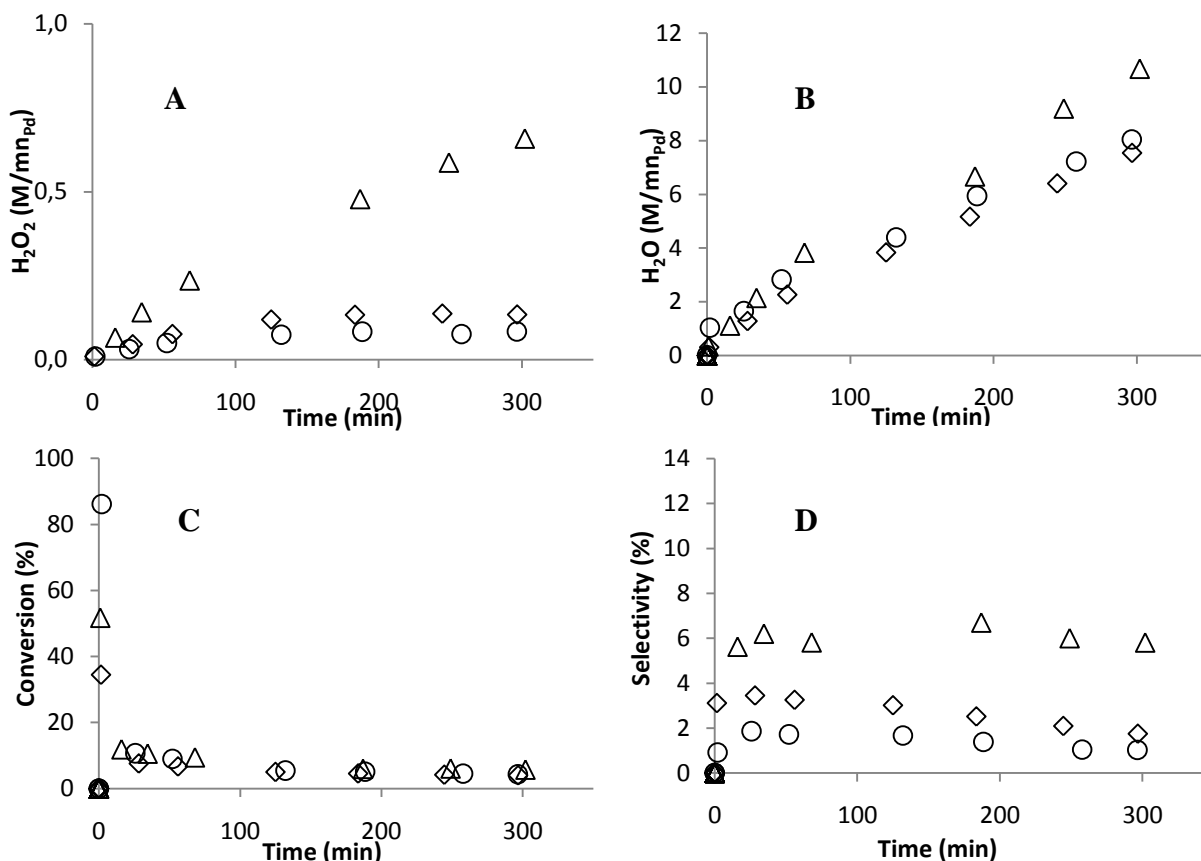 A
H₂O₂ (M/mnPd)
1,0
0,5
0,0
0 100 200 300
Time (min)
B
H₂O (M/mnPd)
12
10
8
6
4
2
0
0 100 200 300
Time (min)
C
Conversion (%)
100
80
60
40
20
0
0 100 200 300
Time (min)
D
Selectivity (%)
14
12
10
8
6
4
2
0
0 100 200 300
Time (min)